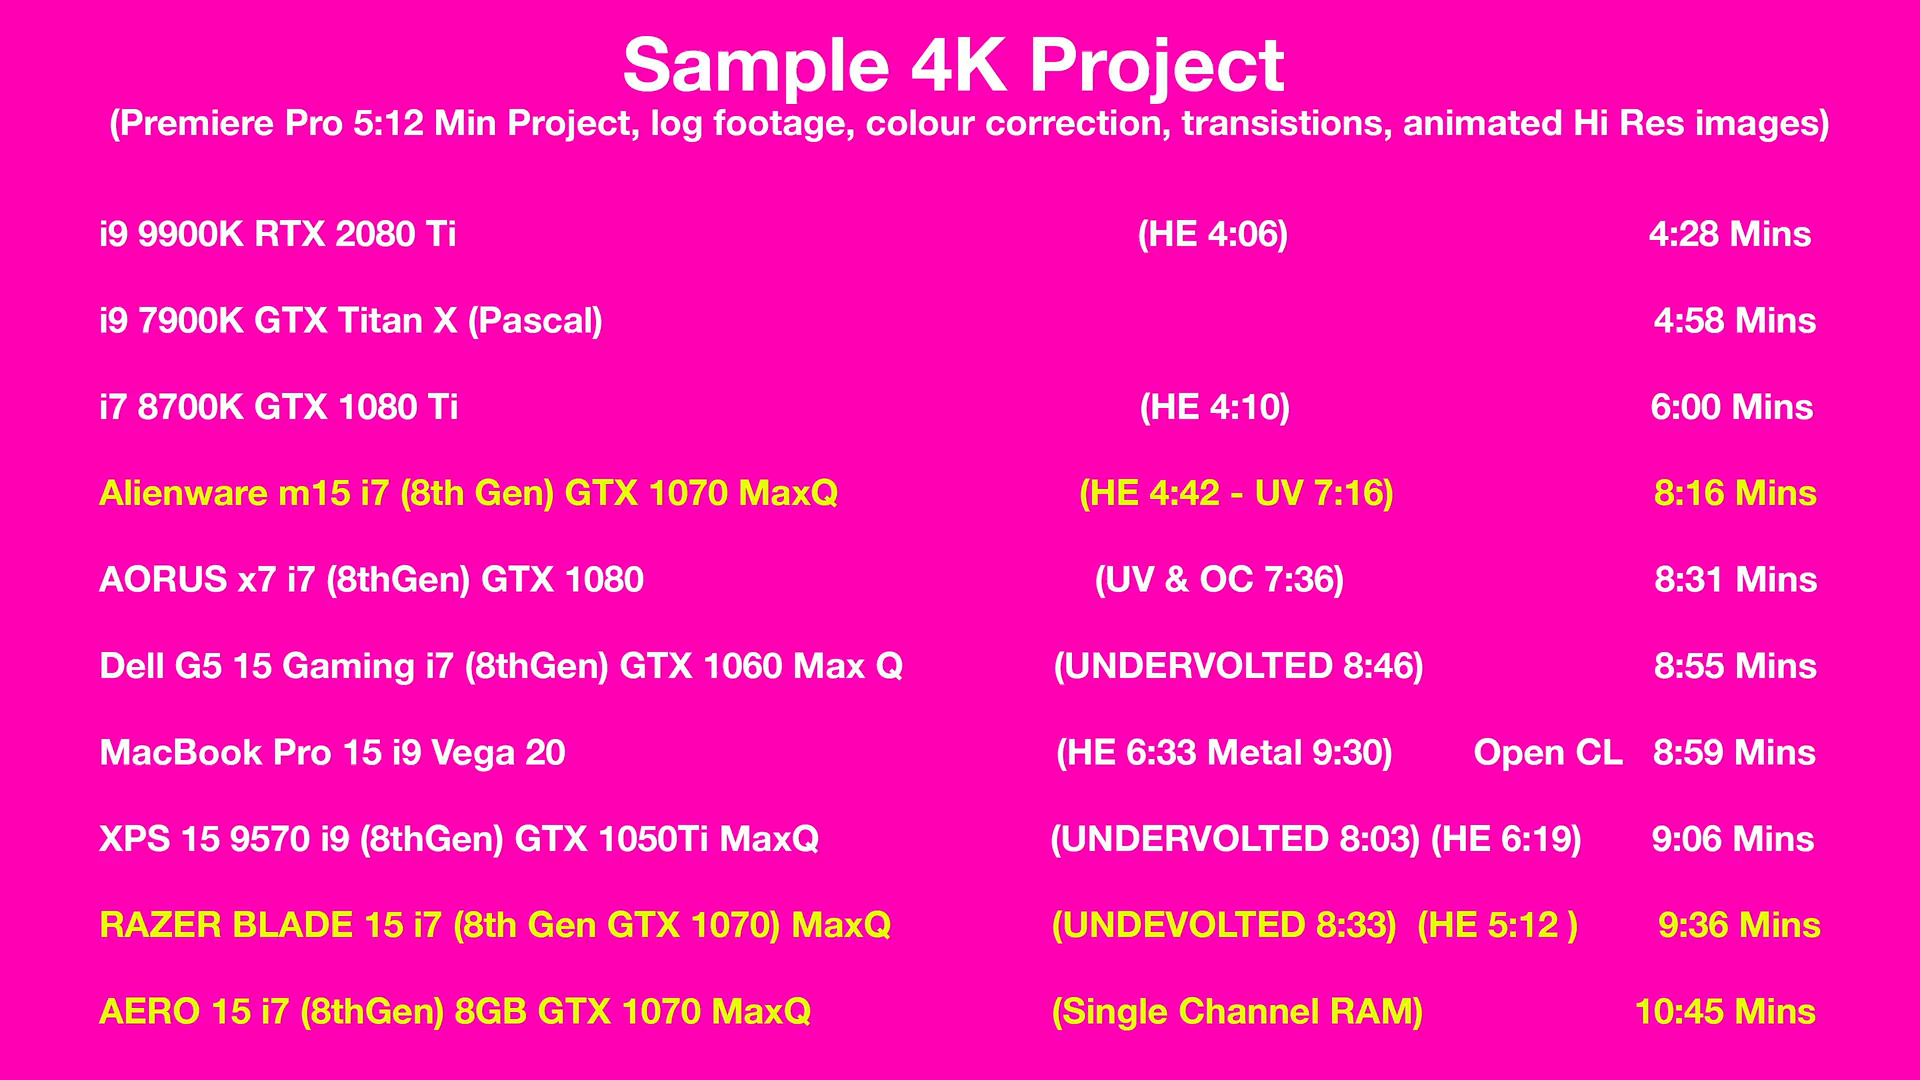 Sample 4K Project
(Premiere Pro 5:12 Min Project, log footage, colour correction, transistions, animated Hi Res images)
i9 9900K RTX 2080 Ti (HE 4:06) 4:28 Mins
i9 7900K GTX Titan X (Pascal) 4:58 Mins
i7 8700K GTX 1080 Ti (HE 4:10) 6:00 Mins
Alienware m15 i7 (8th Gen) GTX 1070 MaxQ (HE 4:42 - UV 7:16) 8:16 Mins
AORUS x7 i7 (8thGen) GTX 1080 (UV & OC 7:36) 8:31 Mins
Dell G5 15 Gaming i7 (8thGen) GTX 1060 Max Q (UNDERVOLTED 8:46) 8:55 Mins
MacBook Pro 15 i9 Vega 20 (HE 6:33 Metal 9:30) Open CL 8:59 Mins
XPS 15 9570 i9 (8thGen) GTX 1050Ti MaxQ (UNDERVOLTED 8:03) (HE 6:19) 9:06 Mins
RAZER BLADE 15 i7 (8th Gen GTX 1070) MaxQ (UNDEVOLTED 8:33) (HE 5:12 ) 9:36 Mins
AERO 15 i7 (8thGen) 8GB GTX 1070 MaxQ (Single Channel RAM) 10:45 Mins